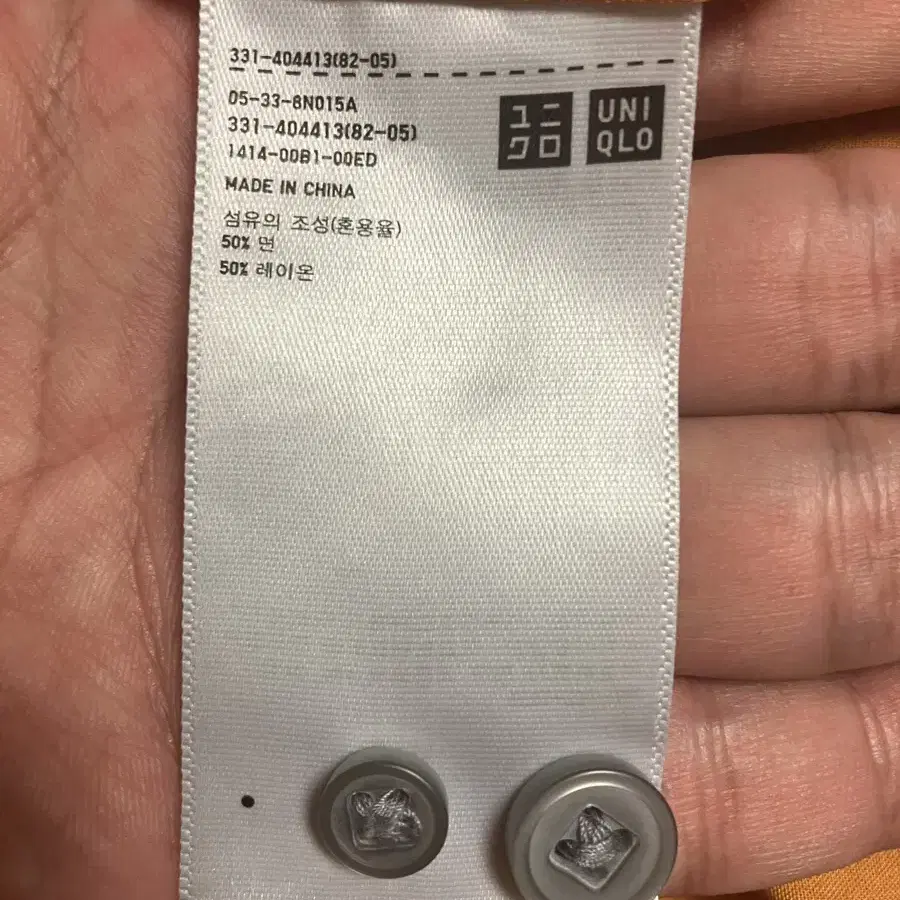 331-404413(82-05)
05-33-8N015A
331-404413(82-05)
1414-00B1-00ED
MADE IN CHINA
섬유의 조성(혼용율)
50% 면
50% 레이온
ユニ
クロ
UNI
QLO